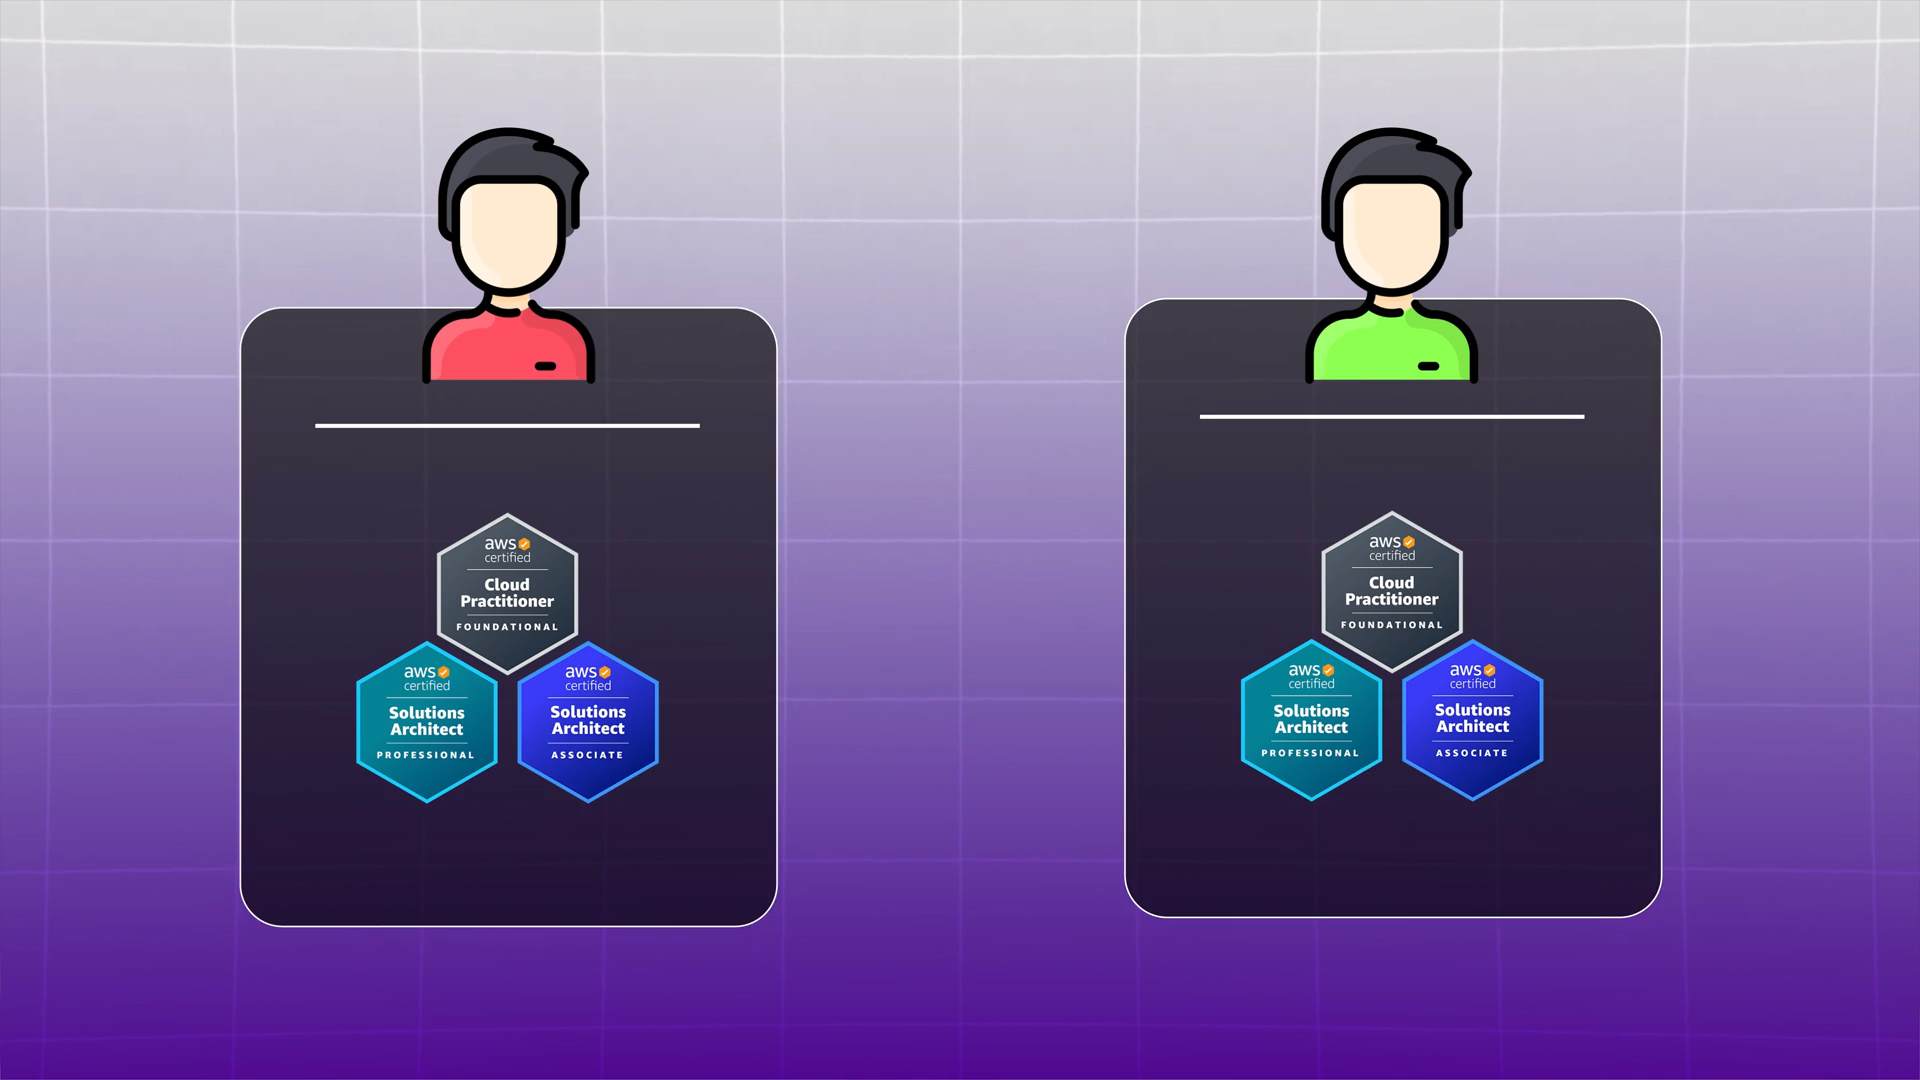 aws
certified
Cloud
Practitioner
FOUNDATIONAL
aws
certified
Solutions
Architect
PROFESSIONAL
aws
certified
Solutions
Architect
ASSOCIATE
aws
certified
Cloud
Practitioner
FOUNDATIONAL
aws
certified
Solutions
Architect
PROFESSIONAL
aws
certified
Solutions
Architect
ASSOCIATE